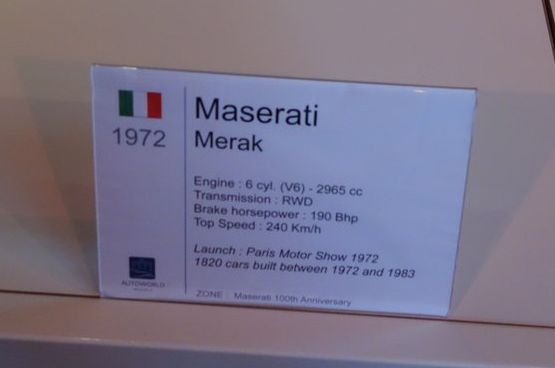 1972
Maserati
Merak
Engine : 6 cyl. (V6) - 2965 cc
Transmission : RWD
Brake horsepower : 190 Bhp
Top Speed : 240 Km/h
Launch : Paris Motor Show 1972
1820 cars built between 1972 and 1983
AUTOWORLD
ZONE : Maserati 100th Anniversary